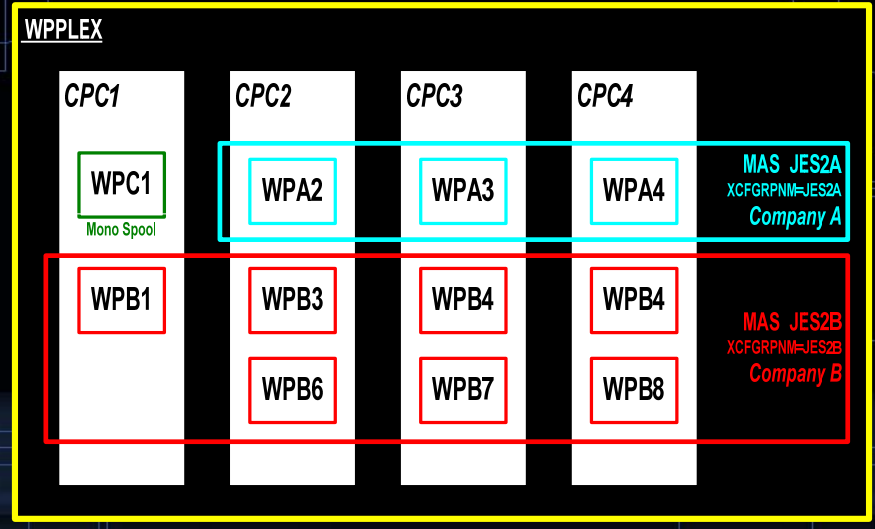 WPPLEX
CPC1 CPC2 CPC3 CPC4
WPC1 WPA2 WPA3 WPA4
Mono Spool
MAS JES2A
XCFGRPNM=JES2A
Company A
WPB1 WPB3 WPB4 WPB4
WPB6 WPB7 WPB8
MAS JES2B
XCFGRPNM=JES2B
Company B